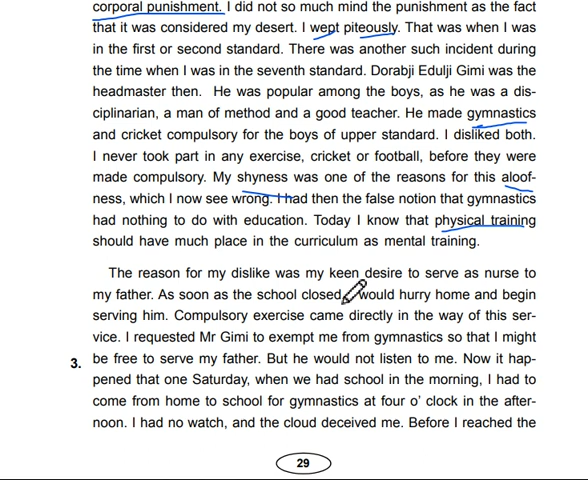 corporal punishment. I did not so much mind the punishment as the fact
that it was considered my desert. I wept piteously. That was when I was
in the first or second standard. There was another such incident during
the time when I was in the seventh standard. Dorabji Edulji Gimi was the
headmaster then. He was popular among the boys, as he was a dis-
ciplinarian, a man of method and a good teacher. He made gymnastics
and cricket compulsory for the boys of upper standard. I disliked both.
I never took part in any exercise, cricket or football, before they were
made compulsory. My shyness was one of the reasons for this aloof-
ness, which I now see wrong. I had then the false notion that gymnastics
had nothing to do with education. Today I know that physical training
should have much place in the curriculum as mental training.
The reason for my dislike was my keen desire to serve as nurse to
my father. As soon as the school closed would hurry home and begin
serving him. Compulsory exercise came directly in the way of this ser-
vice. I requested Mr Gimi to exempt me from gymnastics so that I might
3. be free to serve my father. But he would not listen to me. Now it hap-
pened that one Saturday, when we had school in the morning, I had to
come from home to school for gymnastics at four o' clock in the after-
noon. I had no watch, and the cloud deceived me. Before I reached the
29